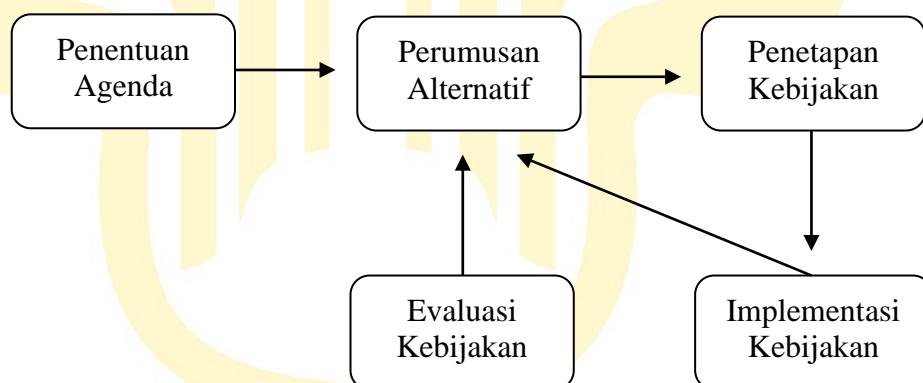 Penentuan
Agenda
Perumusan
Alternatif
Penetapan
Kebijakan
Evaluasi
Kebijakan
Implementasi
Kebijakan